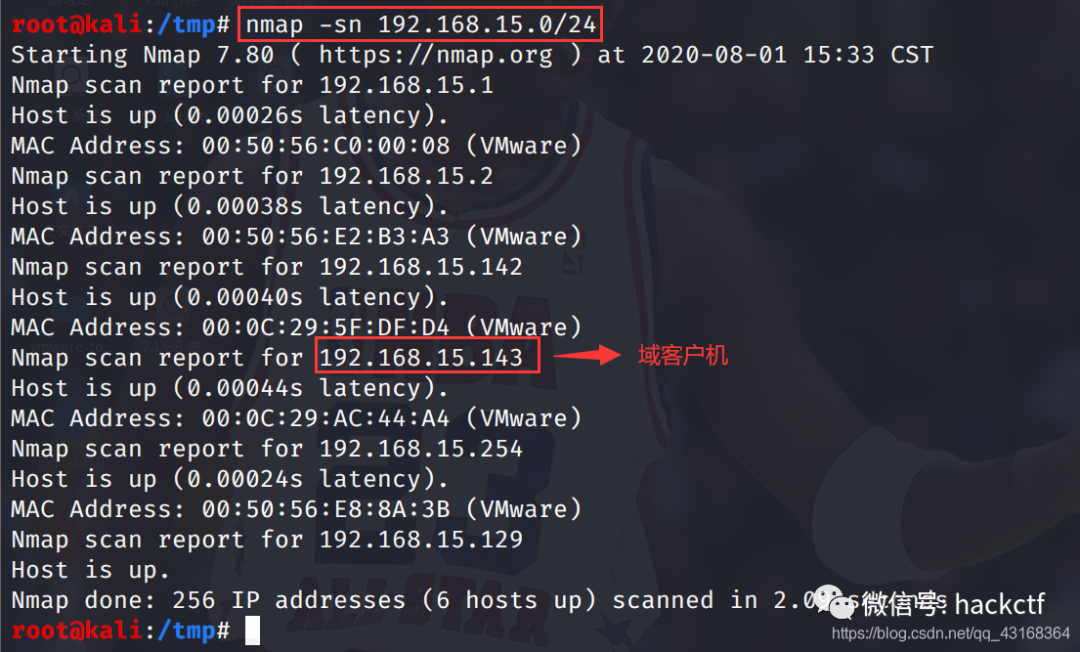 root@kali:/tmp# nmap -sn 192.168.15.0/24
Starting Nmap 7.80 ( https://nmap.org ) at 2020-08-01 15:33 CST
Nmap scan report for 192.168.15.1
Host is up (0.00026s latency).
MAC Address: 00:50:56:C0:00:08 (VMware)
Nmap scan report for 192.168.15.2
Host is up (0.00038s latency).
MAC Address: 00:50:56:E2:B3:A3 (VMware)
Nmap scan report for 192.168.15.142
Host is up (0.00040s latency).
MAC Address: 00:0C:29:5F:DF:D4 (VMware)
Nmap scan report for 192.168.15.143 域客户机
Host is up (0.00044s latency).
MAC Address: 00:0C:29:AC:44:A4 (VMware)
Nmap scan report for 192.168.15.254
Host is up (0.00024s latency).
MAC Address: 00:50:56:E8:8A:3B (VMware)
Nmap scan report for 192.168.15.129
Host is up.
Nmap done: 256 IP addresses (6 hosts up) scanned in
微信号: hackctf
root@kali:/tmp#
https://blog.csdn.net/qq_43168364